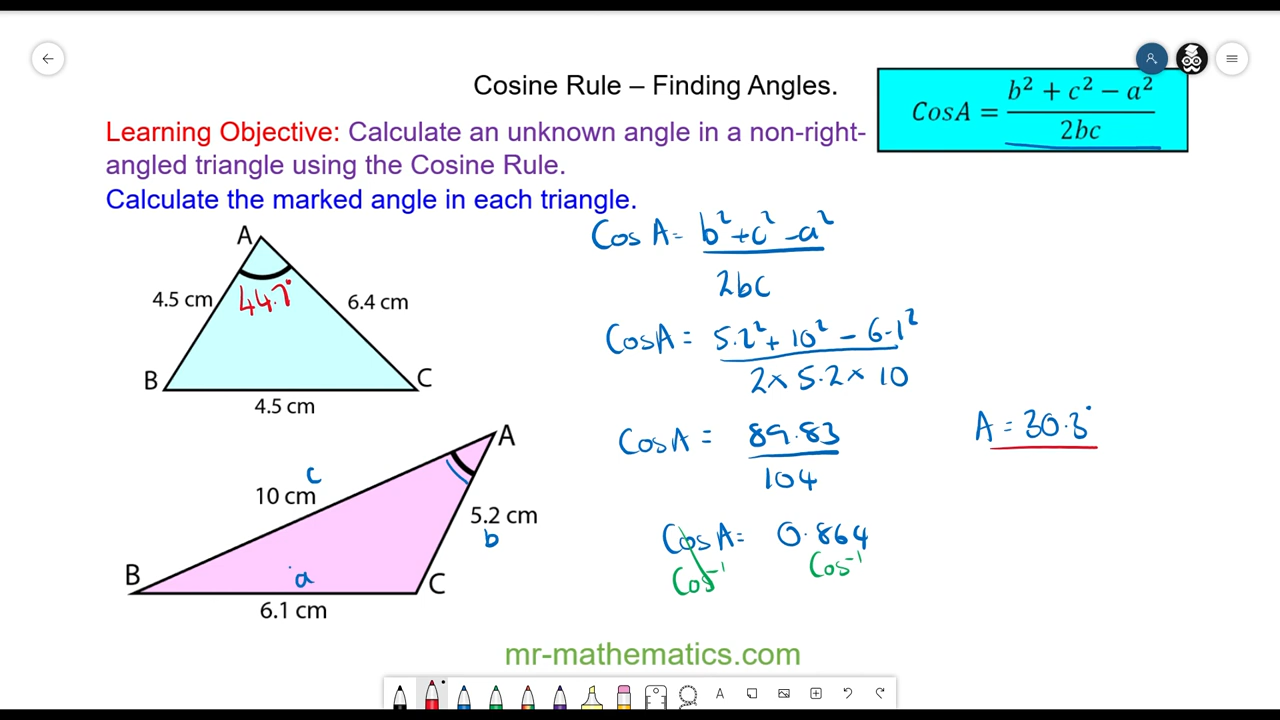 Cosine Rule – Finding Angles.
CosA = b² + c² − a² / 2bc
Learning Objective: Calculate an unknown angle in a non-right-
angled triangle using the Cosine Rule.
Calculate the marked angle in each triangle.
A
4.5 cm
44.7°
6.4 cm
B
C
4.5 cm
Cos A = b² + c² - a² / 2bc
CosA = 5.2² + 10² - 6.1² / 2 × 5.2 × 10
CosA = 89.83 / 104
A = 30.3°
CosA = 0.864
Cos⁻¹ Cos⁻¹
A
c
10 cm
5.2 cm
b
B
a
C
6.1 cm
mr-mathematics.com
A